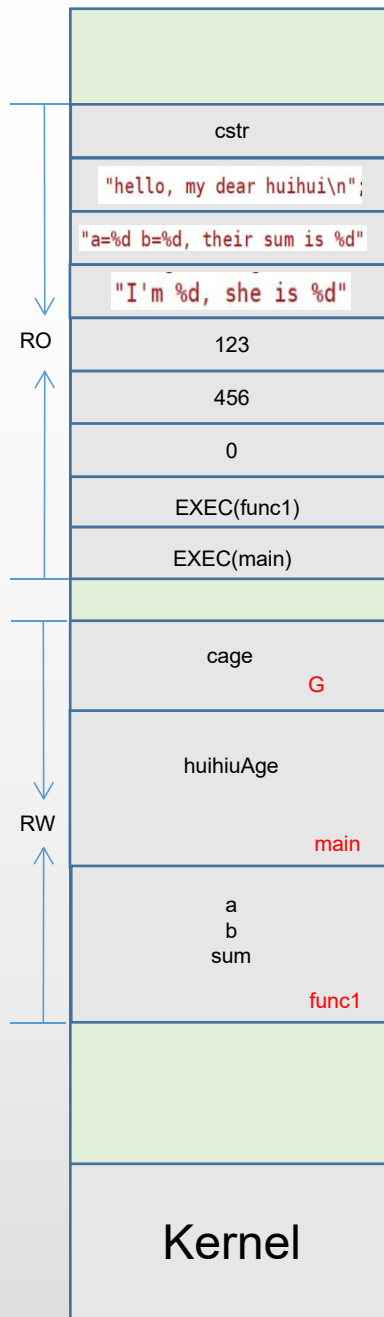 cstr
"hello, my dear huihui\n";
"a=%d b=%d, their sum is %d"
"I'm %d, she is %d"
RO
123
456
0
EXEC(func1)
EXEC(main)
cage
G
huihiuAge
RW
main
a
b
sum
func1
Kernel